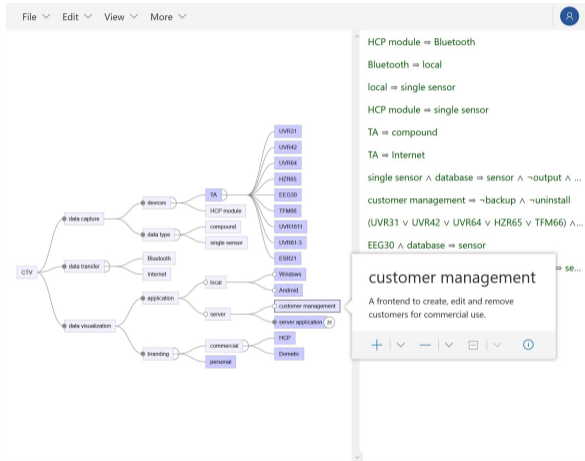 File Edit View More
HCP module ⇒ Bluetooth
Bluetooth ⇒ local
local ⇒ single sensor
HCP module ⇒ single sensor
TA ⇒ compound
TA ⇒ Internet
single sensor ∧ database ⇒ sensor ∧ ¬output ∧ ...
customer management ⇒ ¬backup ∧ ¬uninstall
(UVR31 ∨ UVR42 ∨ UVR64 ∨ HZR65 ∨ TFM66) ∧...
EEG30 ∧ database ⇒ sensor
⇒ se...
CTV
data capture
data transfer
data visualization
devices
data type
Bluetooth
Internet
application
branding
TA
HCP module
compound
single sensor
local
server
commercial
personal
UVR31
UVR42
UVR64
HZR65
EEG30
TFM66
UVR1611
UVR61-3
ESR21
Windows
Android
customer management
server application 20
HCP
Dometic
customer management
A frontend to create, edit and remove
customers for commercial use.